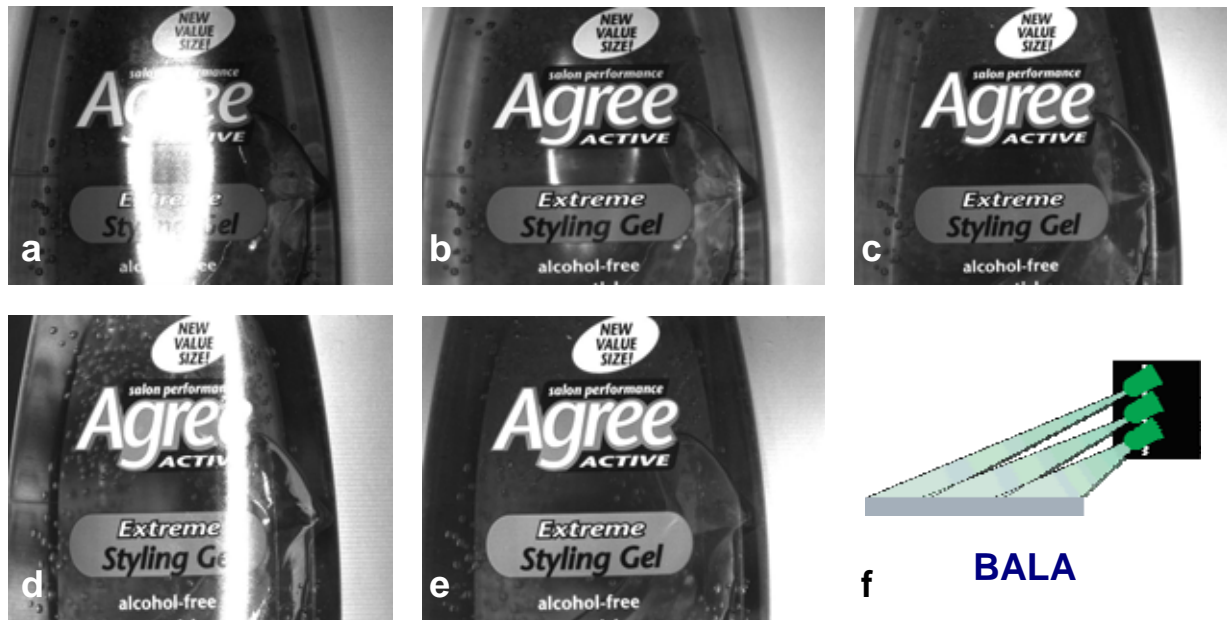 NEW
VALUE
SIZE!
salon performance
Agree
ACTIVE
Extreme
Styling Gel
alcohol-free
a
NEW
VALUE
SIZE!
salon performance
Agree
ACTIVE
Extreme
Styling Gel
alcohol-free
b
NEW
VALUE
SIZE!
salon performance
Agree
ACTIVE
Extreme
Styling Gel
alcohol-free
c
NEW
VALUE
SIZE!
salon performance
Agree
ACTIVE
Extreme
Styling Gel
alcohol-free
d
NEW
VALUE
SIZE!
salon performance
Agree
ACTIVE
Extreme
Styling Gel
alcohol-free
e
BALA
f